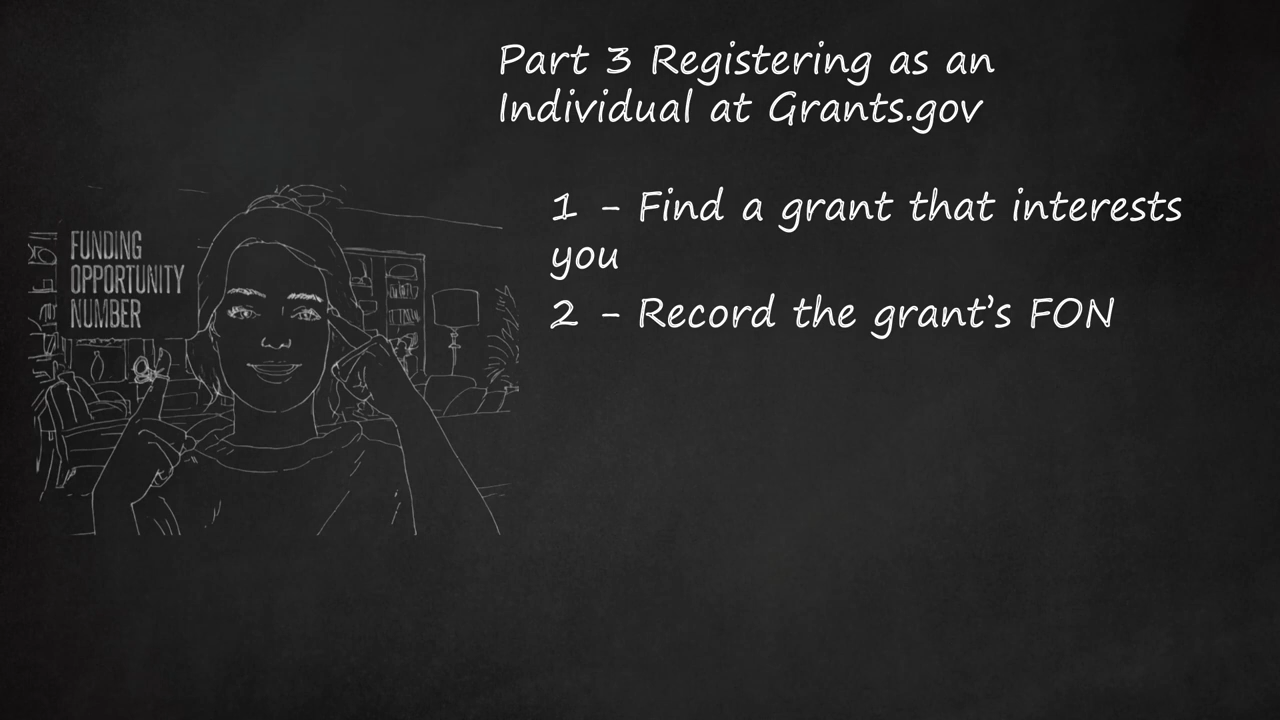 Part 3 Registering as an
Individual at Grants.gov
1 - Find a grant that interests
you
2 - Record the grant's FON
FUNDING
OPPORTUNITY
NUMBER